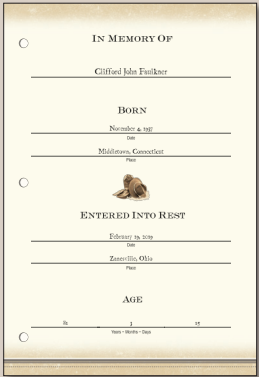 In Memory Of
Clifford John Faulkner
Born
November 4, 1937
Date
Middletown, Connecticut
Place
Entered Into Rest
February 19, 2019
Date
Zanesville, Ohio
Place
Age
81 3 15
Years ~ Months ~ Days